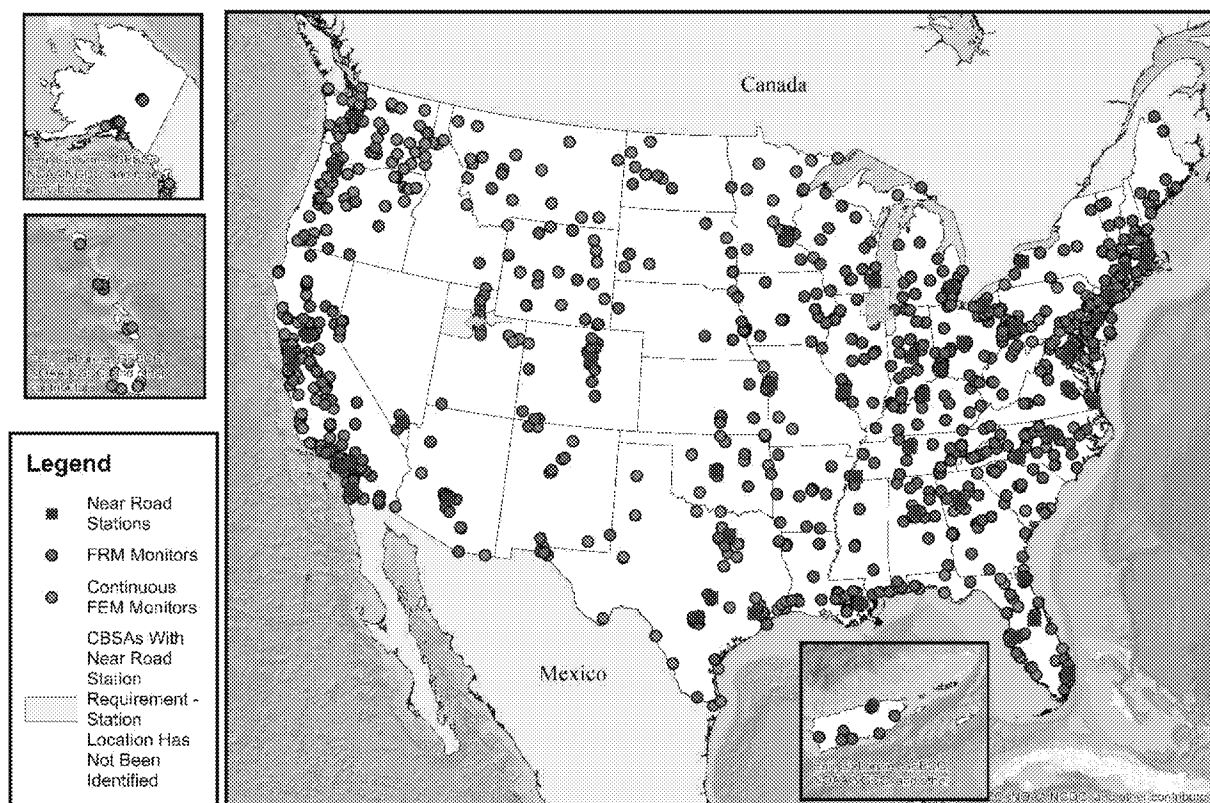 Canada
Mexico
Legend
Near Road
Stations
FRM Monitors
Continuous
FEM Monitors
CBSAs With
Near Road
Station
Requirement -
Station
Location Has
Not Been
Identified